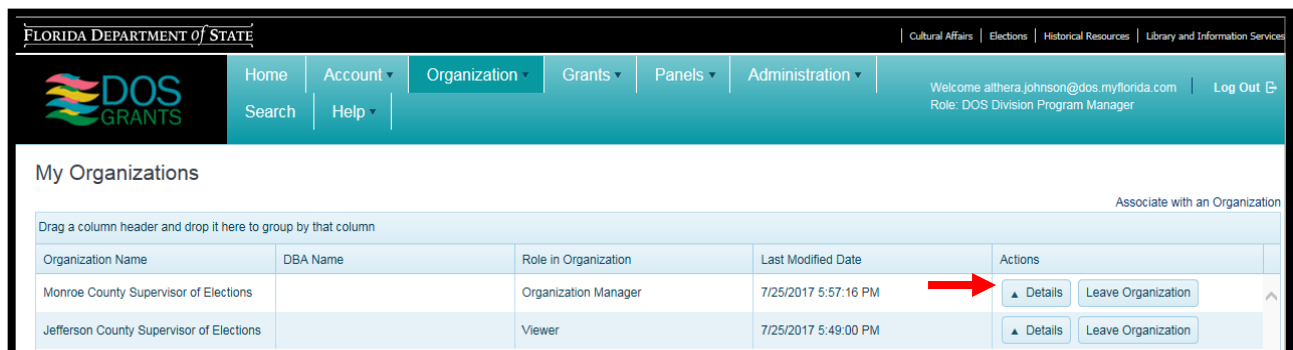 FLORIDA DEPARTMENT of STATE
Cultural Affairs | Elections | Historical Resources | Library and Information Services
DOS GRANTS
Home Account Organization Grants Panels Administration
Search Help
Welcome althera.johnson@dos.myflorida.com | Log Out
Role: DOS Division Program Manager
My Organizations
Associate with an Organization
Drag a column header and drop it here to group by that column
Organization Name DBA Name Role in Organization Last Modified Date Actions
Monroe County Supervisor of Elections Organization Manager 7/25/2017 5:57:16 PM Details Leave Organization
Jefferson County Supervisor of Elections Viewer 7/25/2017 5:49:00 PM Details Leave Organization